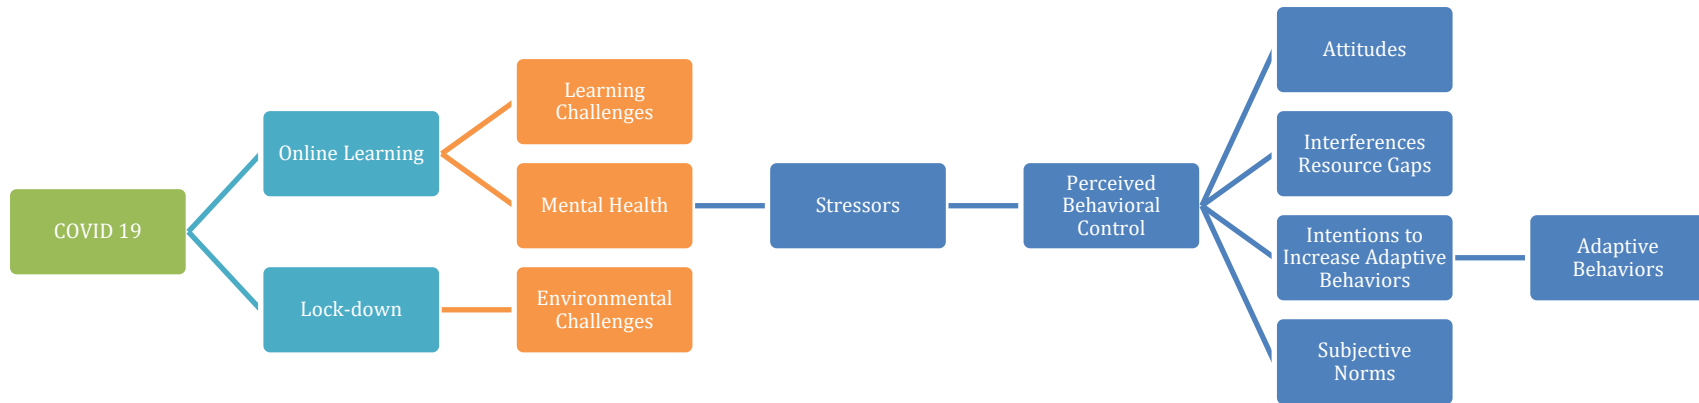 COVID 19
Online Learning
Lock-down
Learning
Challenges
Mental Health
Environmental
Challenges
Stressors
Perceived
Behavioral
Control
Attitudes
Interferences
Resource Gaps
Intentions to
Increase Adaptive
Behaviors
Subjective
Norms
Adaptive
Behaviors